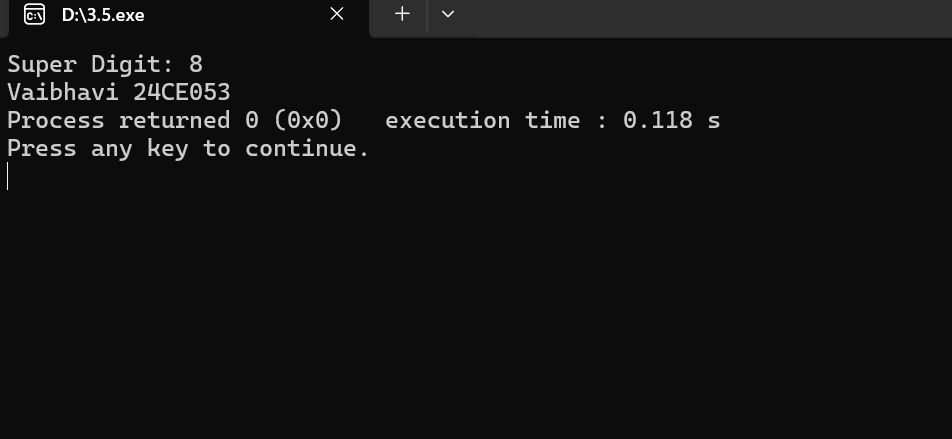 D:\3.5.exe
Super Digit: 8
Vaibhavi 24CE053
Process returned 0 (0x0)   execution time : 0.118 s
Press any key to continue.